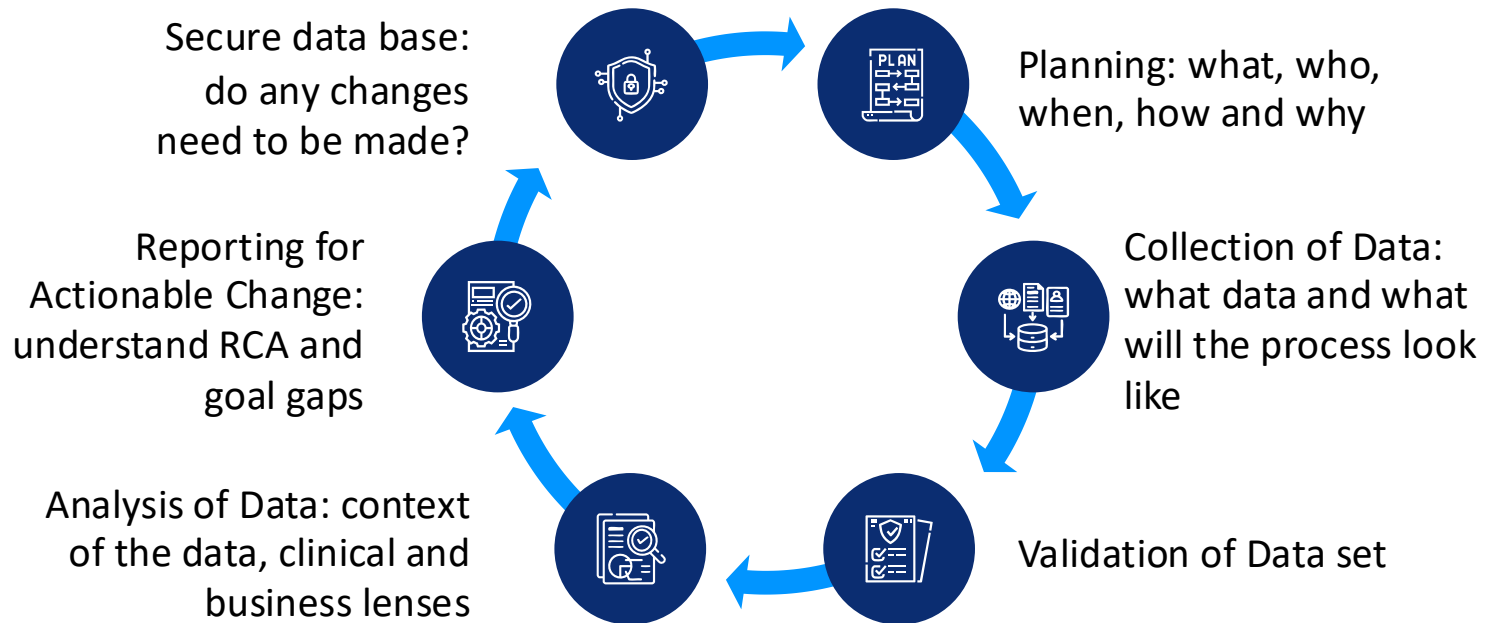 Secure data base:
do any changes
need to be made?
PLAN
Planning: what, who,
when, how and why
Reporting for
Actionable Change:
understand RCA and
goal gaps
Collection of Data:
what data and what
will the process look
like
Analysis of Data: context
of the data, clinical and
business lenses
Validation of Data set